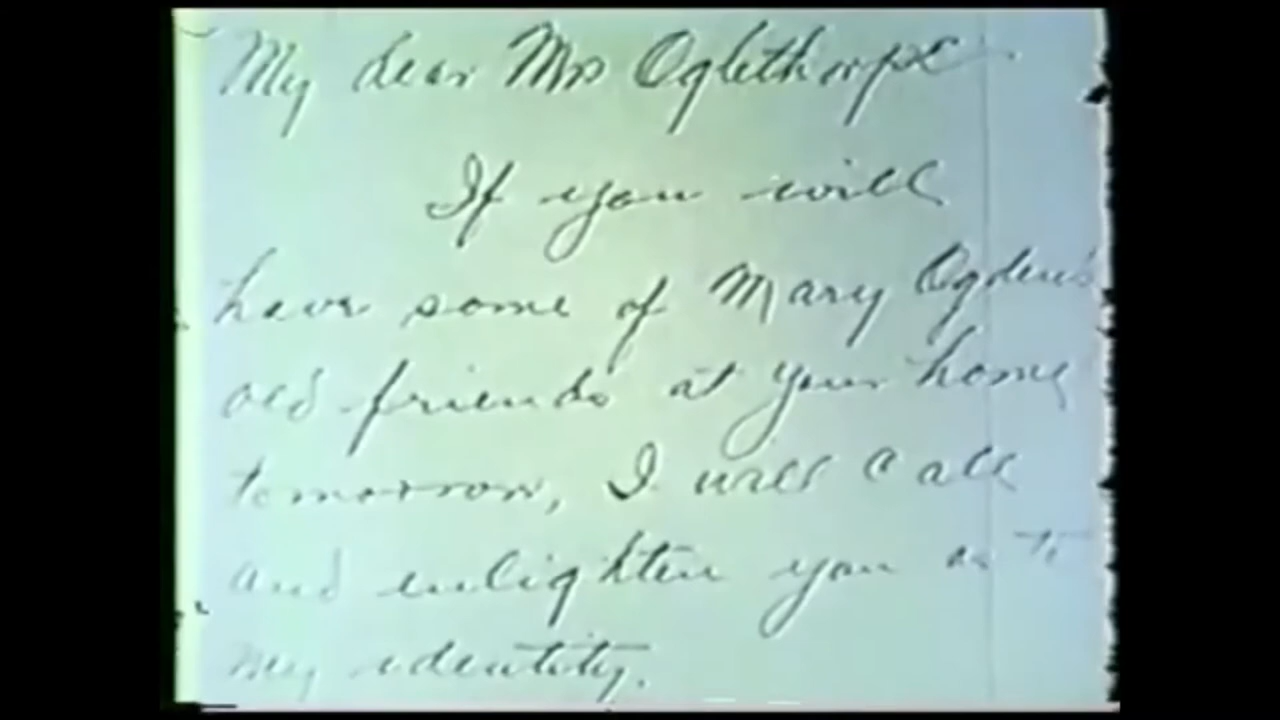 My dear Mrs Oglethorpe
If you will
have some of Mary Ogden's
old friends at your home
tomorrow, I will call
and enlighten you as to
my identity.